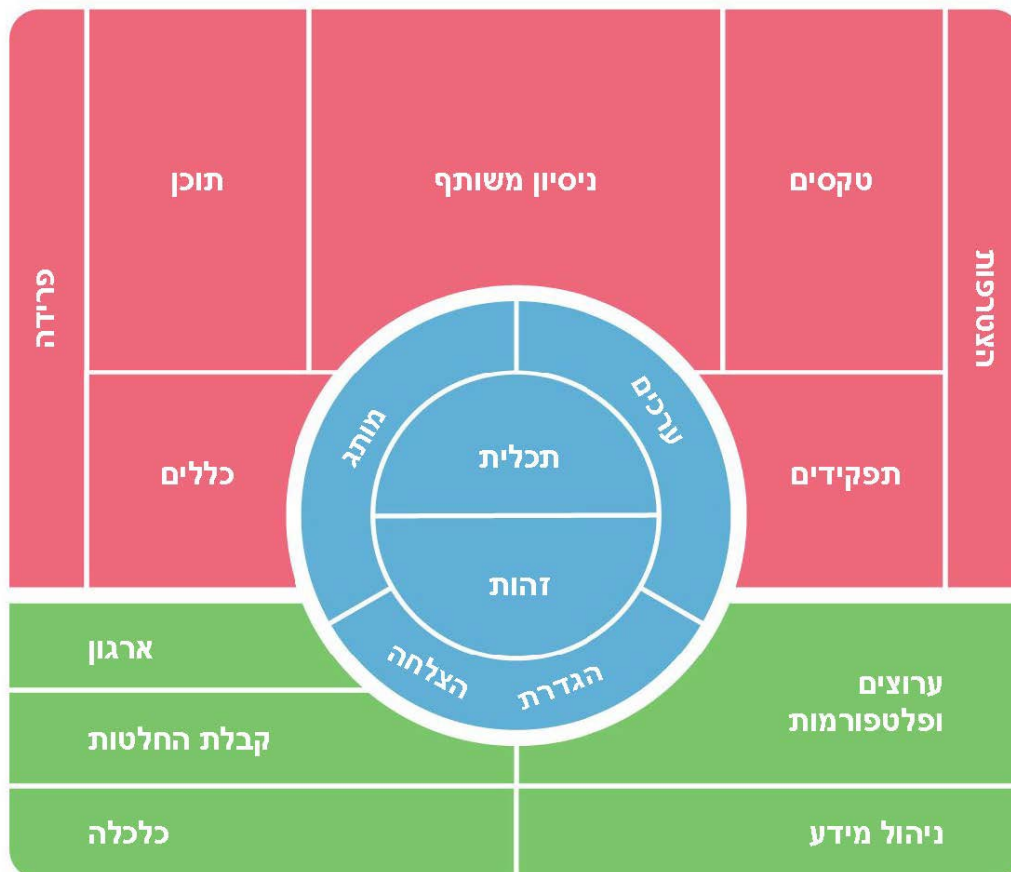 הצטרפות
טקסים
ניסיון משותף
תוכן
פרידה
תפקידים
כללים
ערכים
מותג
תכלית
זהות
הגדרת הצלחה
ערוצים
ופלטפורמות
ארגון
קבלת החלטות
ניהול מידע
כלכלה